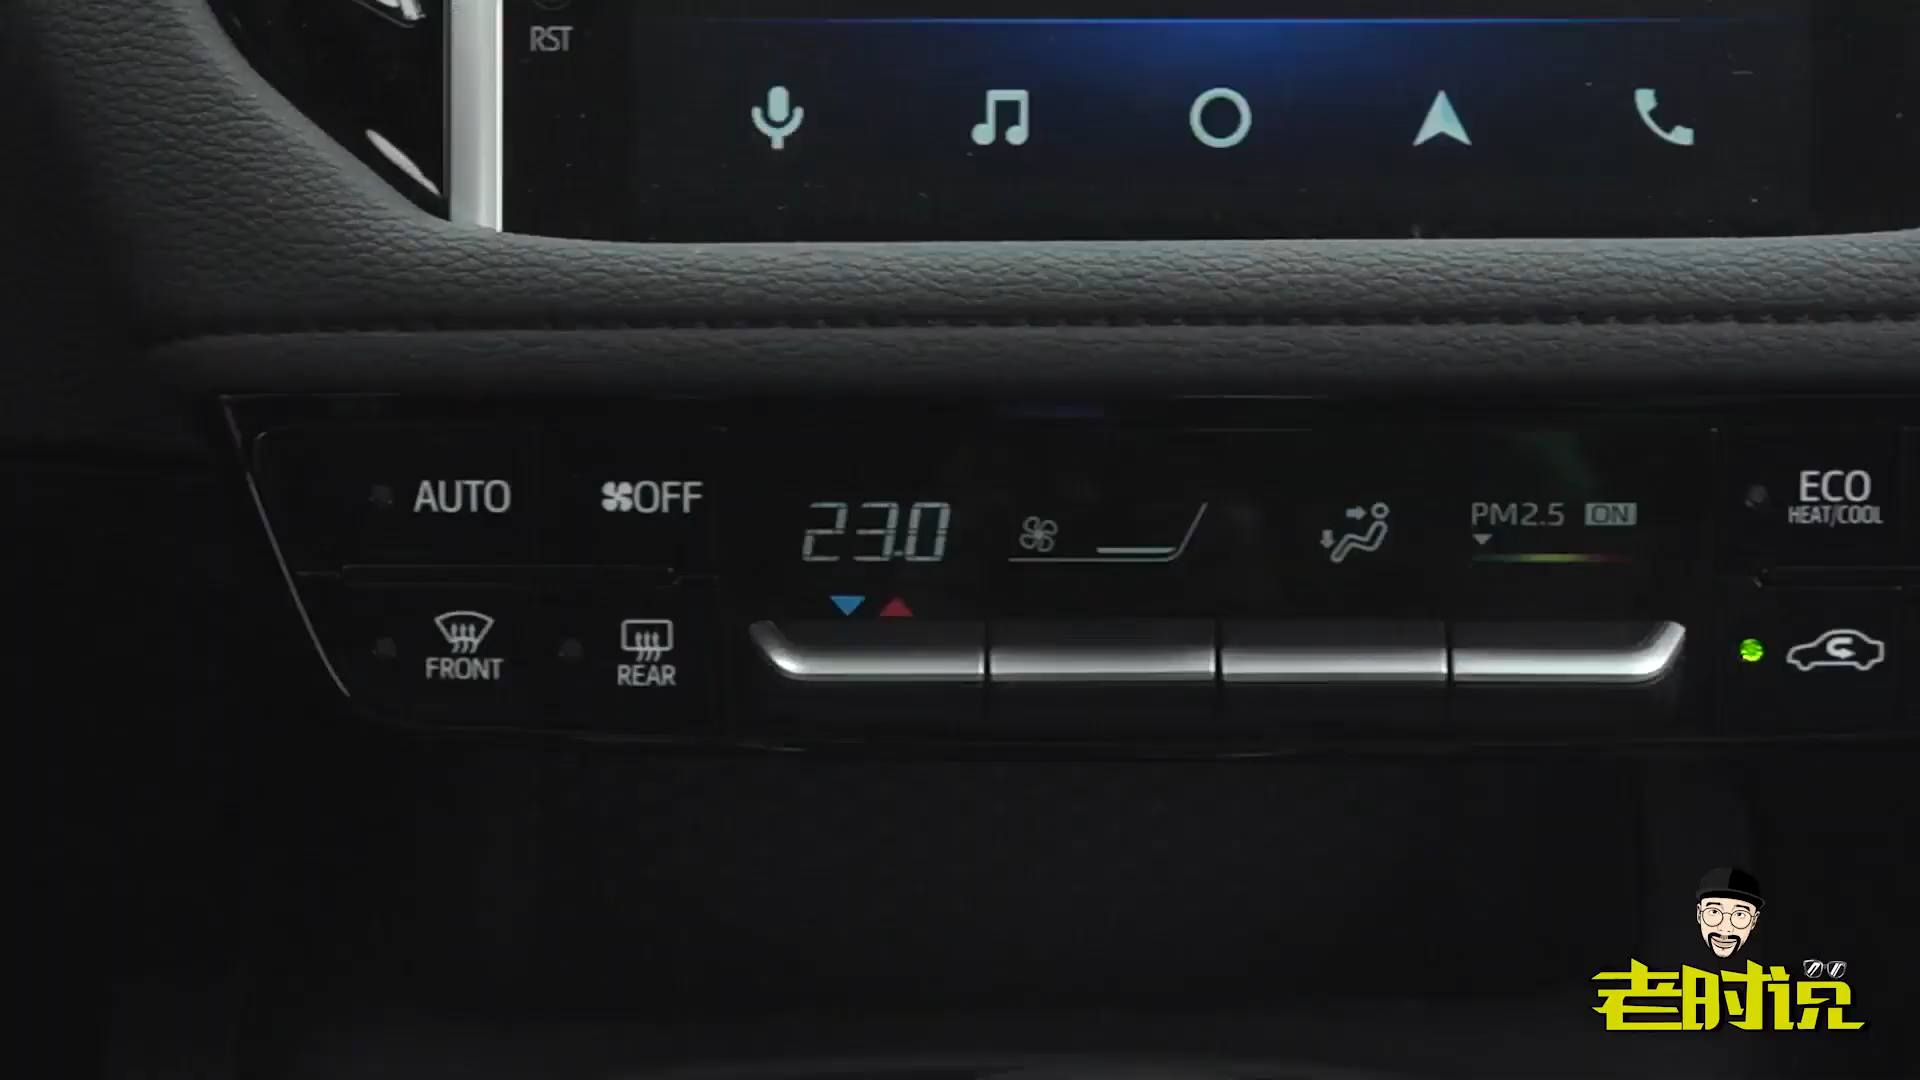 RST
AUTO
OFF
23.0
PM2.5 ON
ECO
HEAT/COOL
FRONT
REAR
老时说